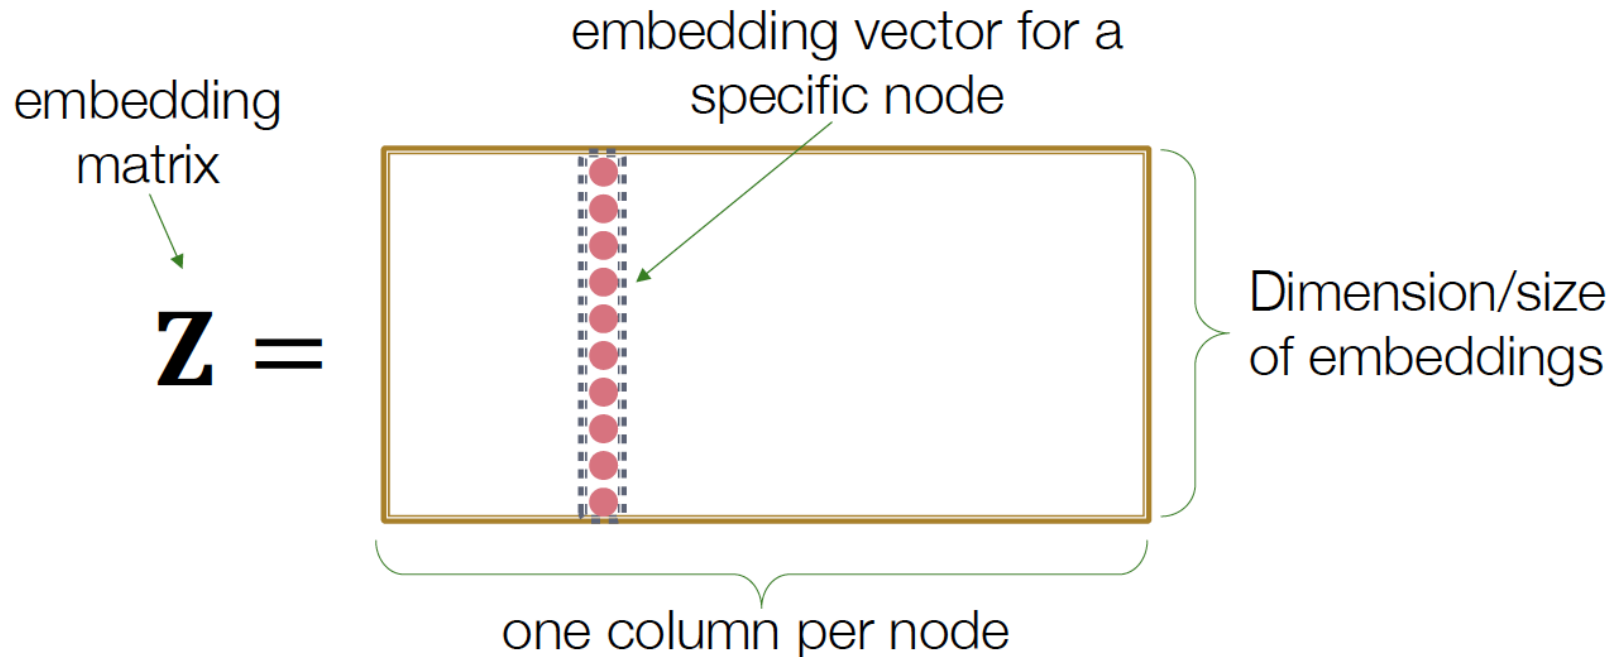 embedding vector for a
specific node
embedding
matrix
Z =
Dimension/size
of embeddings
one column per node